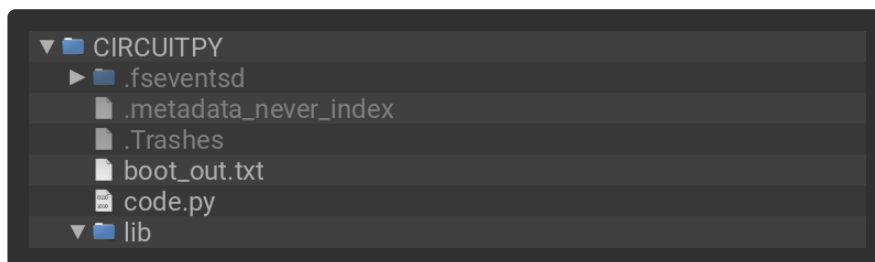 CIRCUITPY
.fseventsd
.metadata_never_index
.Trashes
boot_out.txt
code.py
lib